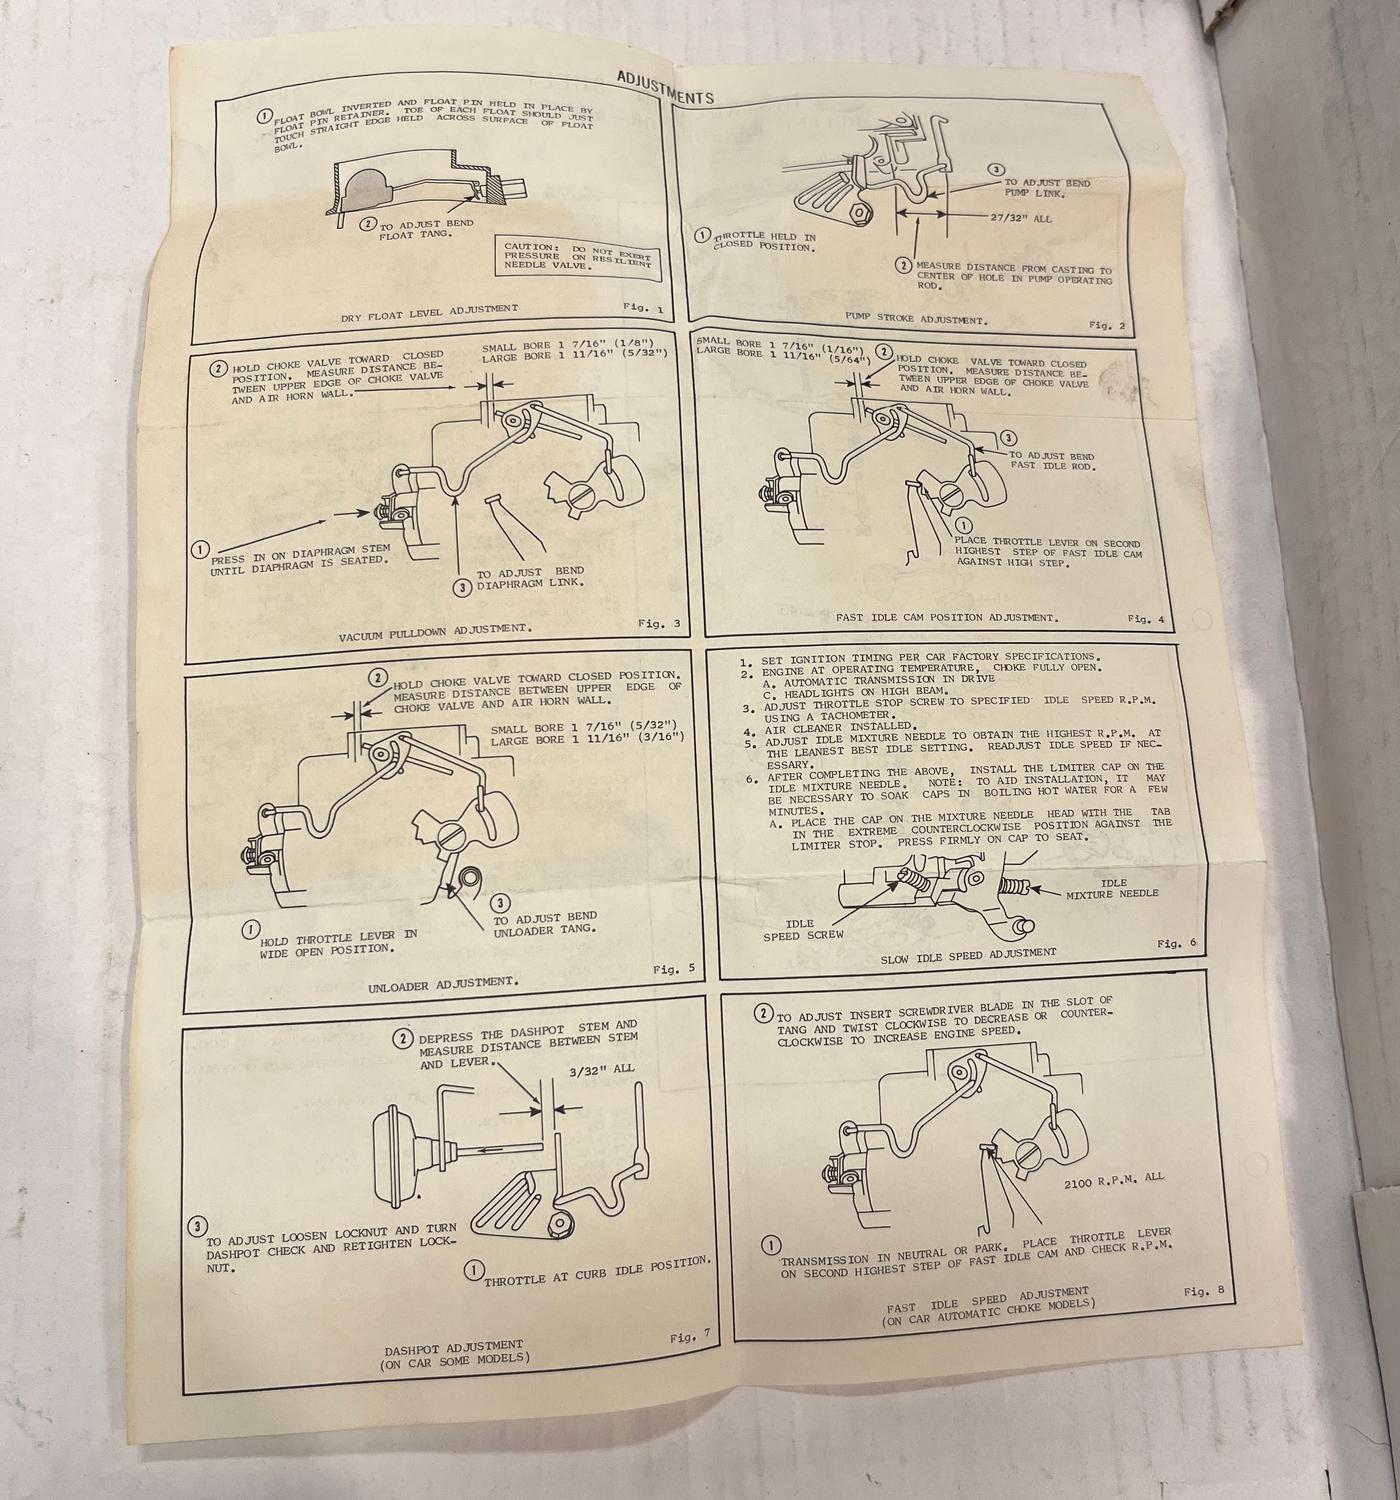 ADJUSTMENTS
1 FLOAT BOWL INVERTED AND FLOAT PIN HELD IN PLACE BY
FLOAT PIN RETAINER. TOE OF EACH FLOAT SHOULD JUST
TOUCH STRAIGHT EDGE HELD ACROSS SURFACE OF FLOAT
BOWL.
2 TO ADJUST BEND
FLOAT TANG.
CAUTION: DO NOT EXERT
PRESSURE ON RESILIENT
NEEDLE VALVE.
DRY FLOAT LEVEL ADJUSTMENT
Fig. 1
3
TO ADJUST BEND
PUMP LINK.
27/32" ALL
1 THROTTLE HELD IN
CLOSED POSITION.
2 MEASURE DISTANCE FROM CASTING TO
CENTER OF HOLE IN PUMP OPERATING
ROD.
PUMP STROKE ADJUSTMENT.
Fig. 2
2 HOLD CHOKE VALVE TOWARD CLOSED
POSITION. MEASURE DISTANCE BE-
TWEEN UPPER EDGE OF CHOKE VALVE
AND AIR HORN WALL.
SMALL BORE 1 7/16" (1/8")
LARGE BORE 1 11/16" (5/32")
1 PRESS IN ON DIAPHRAGM STEM
UNTIL DIAPHRAGM IS SEATED.
3 TO ADJUST BEND
DIAPHRAGM LINK.
VACUUM PULLDOWN ADJUSTMENT.
Fig. 3
SMALL BORE 1 7/16" (1/16")
LARGE BORE 1 11/16" (5/64")
2 HOLD CHOKE VALVE TOWARD CLOSED
POSITION. MEASURE DISTANCE BE-
TWEEN UPPER EDGE OF CHOKE VALVE
AND AIR HORN WALL.
3
TO ADJUST BEND
FAST IDLE ROD.
1
PLACE THROTTLE LEVER ON SECOND
HIGHEST STEP OF FAST IDLE CAM
AGAINST HIGH STEP.
FAST IDLE CAM POSITION ADJUSTMENT.
Fig. 4
2 HOLD CHOKE VALVE TOWARD CLOSED POSITION.
MEASURE DISTANCE BETWEEN UPPER EDGE OF
CHOKE VALVE AND AIR HORN WALL.
SMALL BORE 1 7/16" (5/32")
LARGE BORE 1 11/16" (3/16")
1 HOLD THROTTLE LEVER IN
WIDE OPEN POSITION.
3
TO ADJUST BEND
UNLOADER TANG.
UNLOADER ADJUSTMENT.
Fig. 5
1. SET IGNITION TIMING PER CAR FACTORY SPECIFICATIONS.
2. ENGINE AT OPERATING TEMPERATURE, CHOKE FULLY OPEN.
A. AUTOMATIC TRANSMISSION IN DRIVE
C. HEADLIGHTS ON HIGH BEAM.
3. ADJUST THROTTLE STOP SCREW TO SPECIFIED IDLE SPEED R.P.M.
USING A TACHOMETER.
4. AIR CLEANER INSTALLED.
5. ADJUST IDLE MIXTURE NEEDLE TO OBTAIN THE HIGHEST R.P.M. AT
THE LEANEST BEST IDLE SETTING. READJUST IDLE SPEED IF NEC-
ESSARY.
6. AFTER COMPLETING THE ABOVE, INSTALL THE LIMITER CAP ON THE
IDLE MIXTURE NEEDLE. NOTE: TO AID INSTALLATION, IT MAY
BE NECESSARY TO SOAK CAPS IN BOILING HOT WATER FOR A FEW
MINUTES.
A. PLACE THE CAP ON THE MIXTURE NEEDLE HEAD WITH THE TAB
IN THE EXTREME COUNTERCLOCKWISE POSITION AGAINST THE
LIMITER STOP. PRESS FIRMLY ON CAP TO SEAT.
IDLE
MIXTURE NEEDLE
IDLE
SPEED SCREW
SLOW IDLE SPEED ADJUSTMENT
Fig. 6
2 DEPRESS THE DASHPOT STEM AND
MEASURE DISTANCE BETWEEN STEM
AND LEVER.
3/32" ALL
3 TO ADJUST LOOSEN LOCKNUT AND TURN
DASHPOT CHECK AND RETIGHTEN LOCK-
NUT.
1 THROTTLE AT CURB IDLE POSITION.
DASHPOT ADJUSTMENT
(ON CAR SOME MODELS)
Fig. 7
2 TO ADJUST INSERT SCREWDRIVER BLADE IN THE SLOT OF
TANG AND TWIST CLOCKWISE TO DECREASE OR COUNTER-
CLOCKWISE TO INCREASE ENGINE SPEED.
2100 R.P.M. ALL
1 TRANSMISSION IN NEUTRAL OR PARK. PLACE THROTTLE LEVER
ON SECOND HIGHEST STEP OF FAST IDLE CAM AND CHECK R.P.M.
FAST IDLE SPEED ADJUSTMENT
(ON CAR AUTOMATIC CHOKE MODELS)
Fig. 8